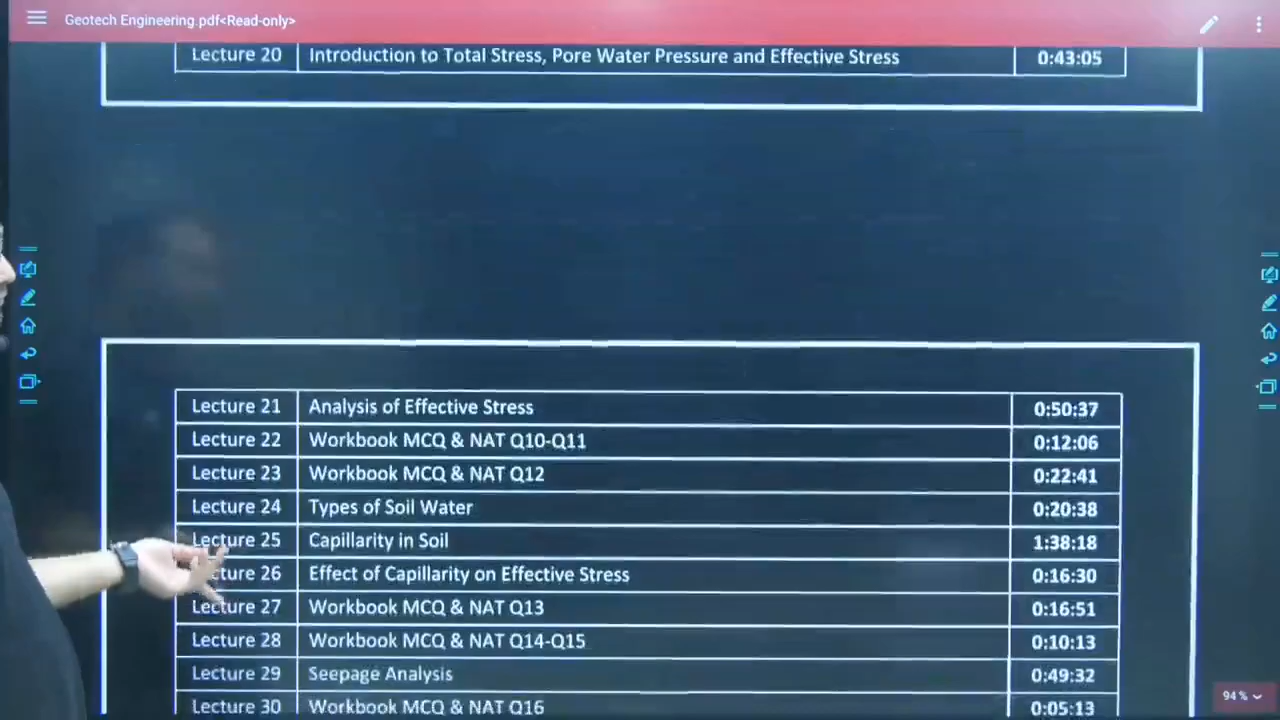 Geotech Engineering.pdf<Read-only>
Lecture 20 Introduction to Total Stress, Pore Water Pressure and Effective Stress 0:43:05
Lecture 21 Analysis of Effective Stress 0:50:37
Lecture 22 Workbook MCQ & NAT Q10-Q11 0:12:06
Lecture 23 Workbook MCQ & NAT Q12 0:22:41
Lecture 24 Types of Soil Water 0:20:38
Lecture 25 Capillarity in Soil 1:38:18
cture 26 Effect of Capillarity on Effective Stress 0:16:30
Lecture 27 Workbook MCQ & NAT Q13 0:16:51
Lecture 28 Workbook MCQ & NAT Q14-Q15 0:10:13
Lecture 29 Seepage Analysis 0:49:32
Lecture 30 Workbook MCQ & NAT Q16 0:05:13
94 %